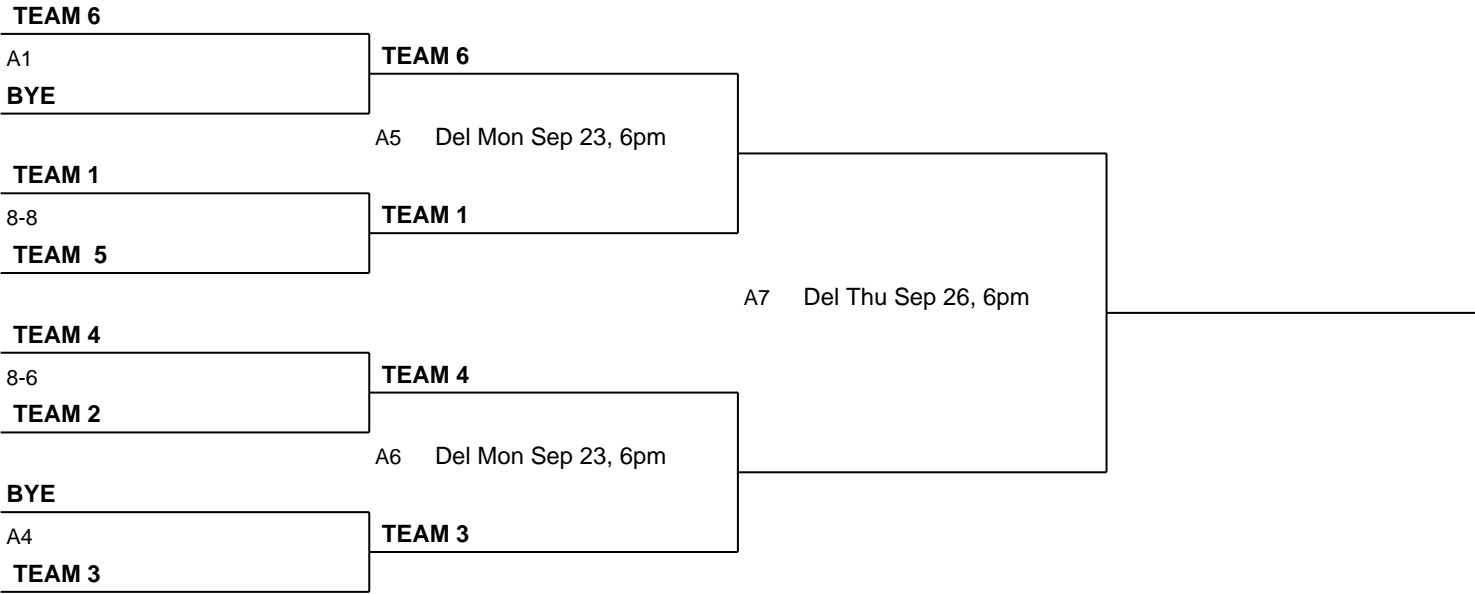 TEAM 6
A1
TEAM 6
BYE
A5 Del Mon Sep 23, 6pm
TEAM 1
8-8
TEAM 1
TEAM  5
A7 Del Thu Sep 26, 6pm
TEAM 4
8-6
TEAM 4
TEAM 2
A6 Del Mon Sep 23, 6pm
BYE
A4
TEAM 3
TEAM 3